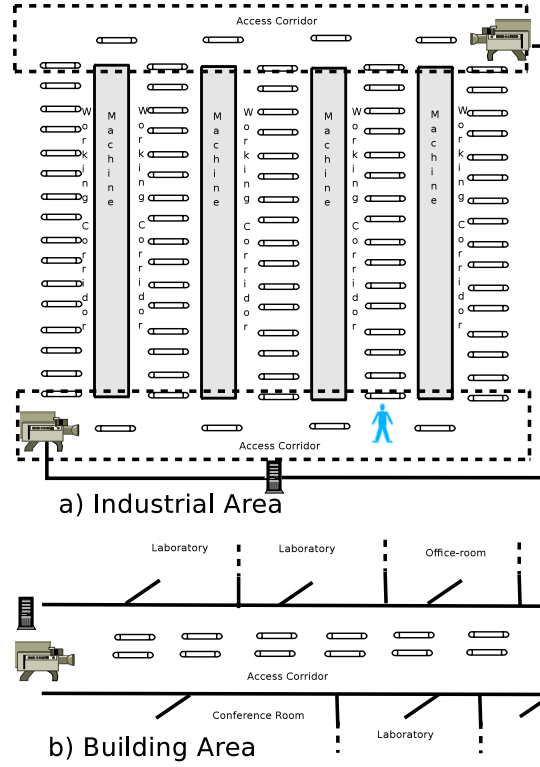 Access Corridor
Working Corridor
Machine
Working Corridor
Machine
Working Corridor
Machine
Working Corridor
Machine
Working Corridor
Access Corridor
a) Industrial Area
Laboratory
Laboratory
Office-room
Access Corridor
Conference Room
Laboratory
b) Building Area